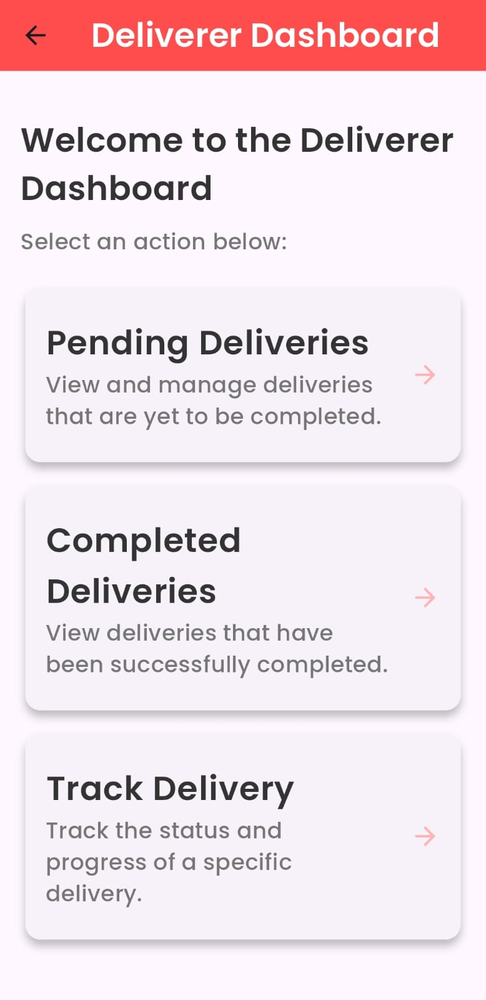 Deliverer Dashboard
Welcome to the Deliverer
Dashboard
Select an action below:
Pending Deliveries
View and manage deliveries
that are yet to be completed.
Completed
Deliveries
View deliveries that have
been successfully completed.
Track Delivery
Track the status and
progress of a specific
delivery.